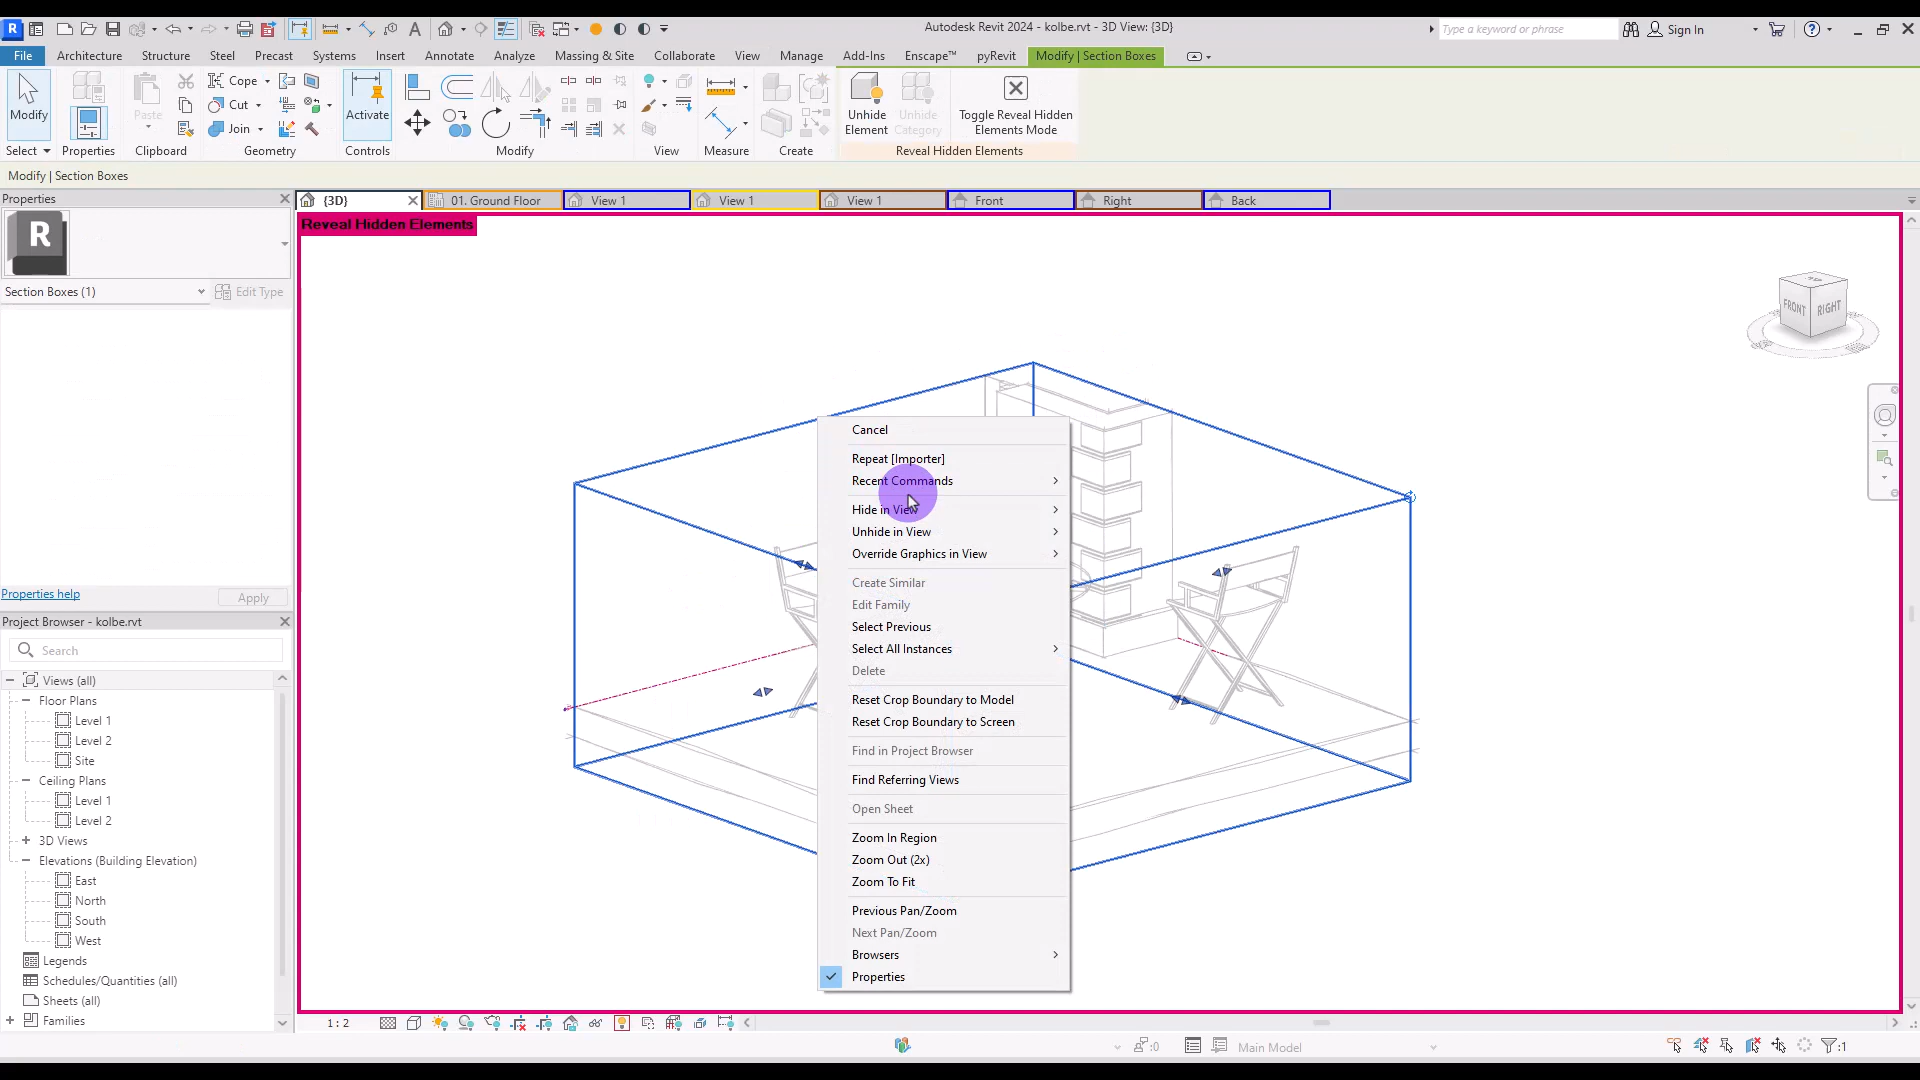 Autodesk Revit 2024 - kolbe.rvt - 3D View: {3D}
Type a keyword or phrase
Sign In
File
Architecture
Structure
Steel
Precast
Systems
Insert
Annotate
Analyze
Massing & Site
Collaborate
View
Manage
Add-Ins
Enscape™
pyRevit
Modify | Section Boxes
Modify
Select
Properties
Paste
Clipboard
Cope
Cut
Join
Geometry
Activate
Controls
Modify
View
Measure
Create
Unhide
Element
Unhide
Category
Toggle Reveal Hidden
Elements Mode
Reveal Hidden Elements
Modify | Section Boxes
Properties
R
Section Boxes (1)
Edit Type
Properties help
Apply
Project Browser - kolbe.rvt
Search
Views (all)
Floor Plans
Level 1
Level 2
Site
Ceiling Plans
Level 1
Level 2
3D Views
Elevations (Building Elevation)
East
North
South
West
Legends
Schedules/Quantities (all)
Sheets (all)
Families
{3D}
01. Ground Floor
View 1
View 1
View 1
Front
Right
Back
Reveal Hidden Elements
FRONT
RIGHT
Cancel
Repeat [Importer]
Recent Commands
Hide in View
Unhide in View
Override Graphics in View
Create Similar
Edit Family
Select Previous
Select All Instances
Delete
Reset Crop Boundary to Model
Reset Crop Boundary to Screen
Find in Project Browser
Find Referring Views
Open Sheet
Zoom In Region
Zoom Out (2x)
Zoom To Fit
Previous Pan/Zoom
Next Pan/Zoom
Browsers
Properties
1 : 2
:0
Main Model
:1